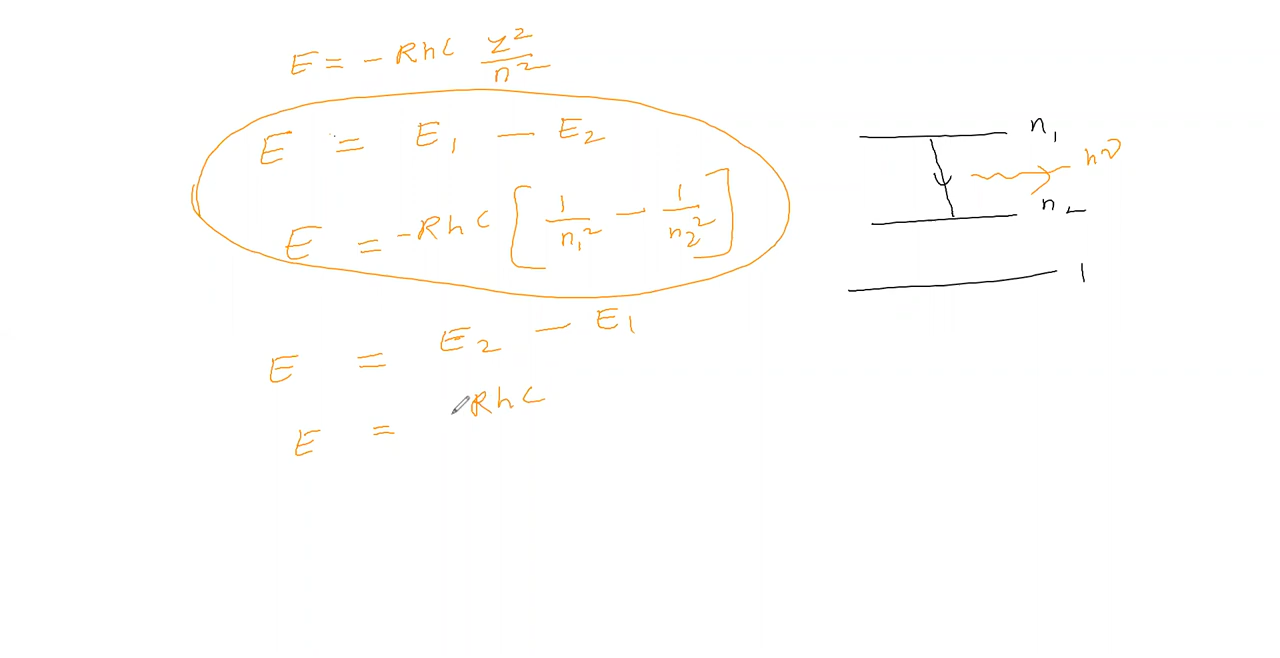 E = -Rhc z²/n²
E = E₁ - E₂
E = -Rhc [1/n₁² - 1/n₂²]
E = E₂ - E₁
E = Rhc
n₁
hν
n₂
1